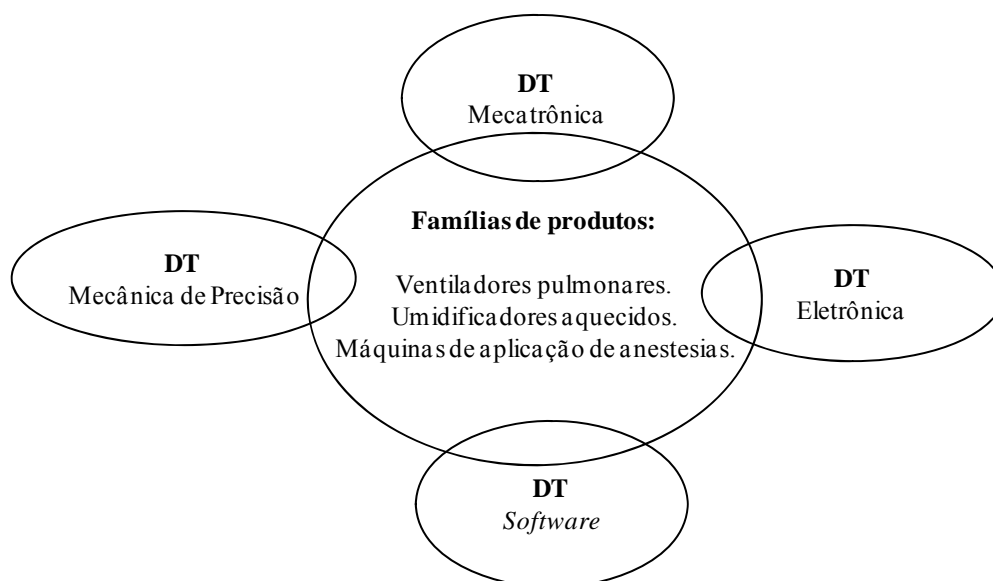 DT
Mecatrônica
Famílias de produtos:
DT
Mecânica de Precisão
Ventiladores pulmonares.
Umidificadores aquecidos.
Máquinas de aplicação de anestesias.
DT
Eletrônica
DT
Software